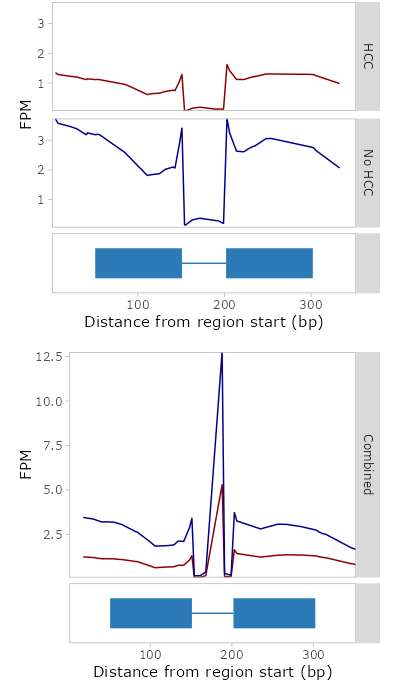 3
2
1
HCC
FPM
3
2
1
No HCC
100
200
300
Distance from region start (bp)
12.5
10.0
7.5
5.0
2.5
FPM
Combined
100
200
300
Distance from region start (bp)